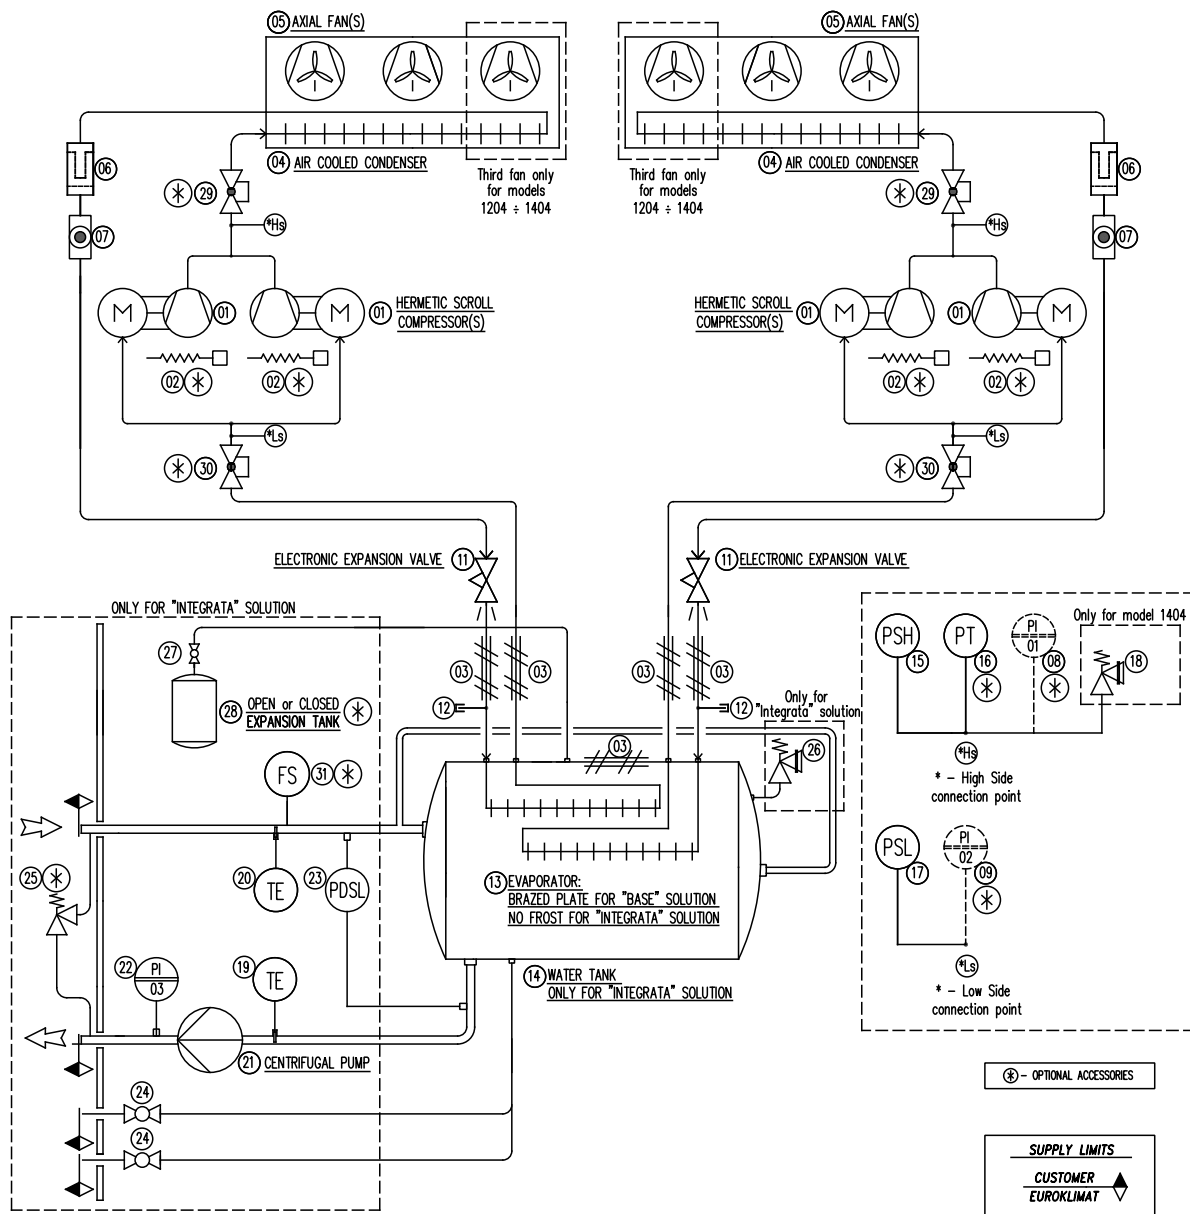 05 AXIAL FAN(S)
05 AXIAL FAN(S)
04 AIR COOLED CONDENSER
04 AIR COOLED CONDENSER
Third fan only
for models
1204 ÷ 1404
Third fan only
for models
1204 ÷ 1404
06
06
29
29
*Hs
*Hs
07
07
M
01
01
M
HERMETIC SCROLL
COMPRESSOR(S)
HERMETIC SCROLL
COMPRESSOR(S)
01
M
01
M
02
02
02
02
*Ls
*Ls
30
30
ELECTRONIC EXPANSION VALVE
11
11
ELECTRONIC EXPANSION VALVE
ONLY FOR "INTEGRATA" SOLUTION
27
28
OPEN or CLOSED
EXPANSION TANK
03
03
03
03
12
12
03
Only for
"Integrata" solution
26
FS
31
25
20
TE
23
PDSL
13
EVAPORATOR:
BRAZED PLATE FOR "BASE" SOLUTION
NO FROST FOR "INTEGRATA" SOLUTION
14
WATER TANK
ONLY FOR "INTEGRATA" SOLUTION
22
PI
03
19
TE
21 CENTRIFUGAL PUMP
24
24
PSH
15
PT
16
PI
01
08
Only for model 1404
18
*Hs
* - High Side
connection point
PSL
17
PI
02
09
*Ls
* - Low Side
connection point
* - OPTIONAL ACCESSORIES
SUPPLY LIMITS
CUSTOMER
EUROKLIMAT